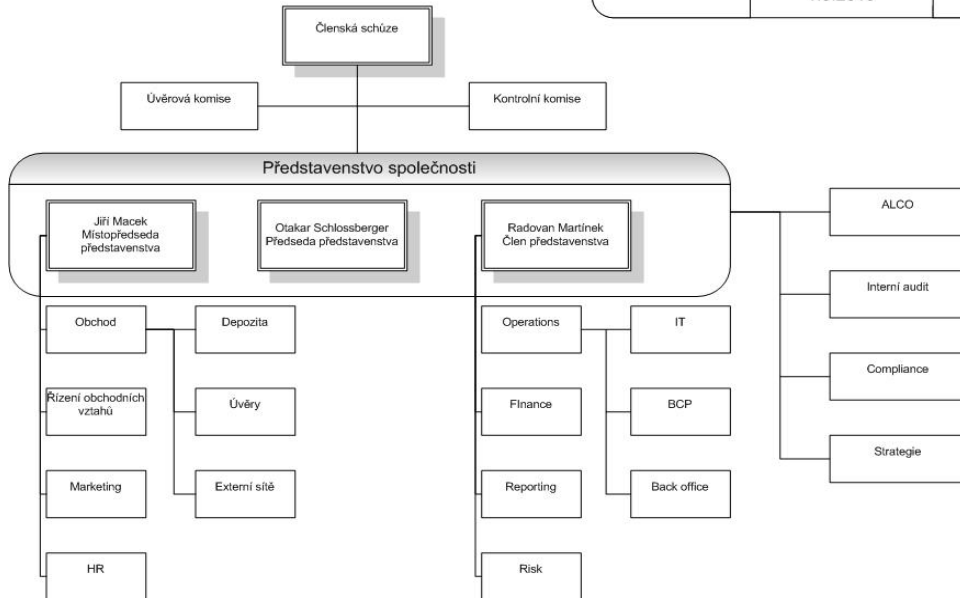 Členská schůze
Úvěrová komise
Kontrolní komise
Představenstvo společnosti
Jiří Macek
Místopředseda
představenstva
Otakar Schlossberger
Předseda představenstva
Radovan Martínek
Člen představenstva
ALCO
Interní audit
Compliance
Strategie
Obchod
Depozita
Řízení obchodních
vztahů
Úvěry
Marketing
Externí sítě
HR
Operations
IT
FInance
BCP
Reporting
Back office
Risk